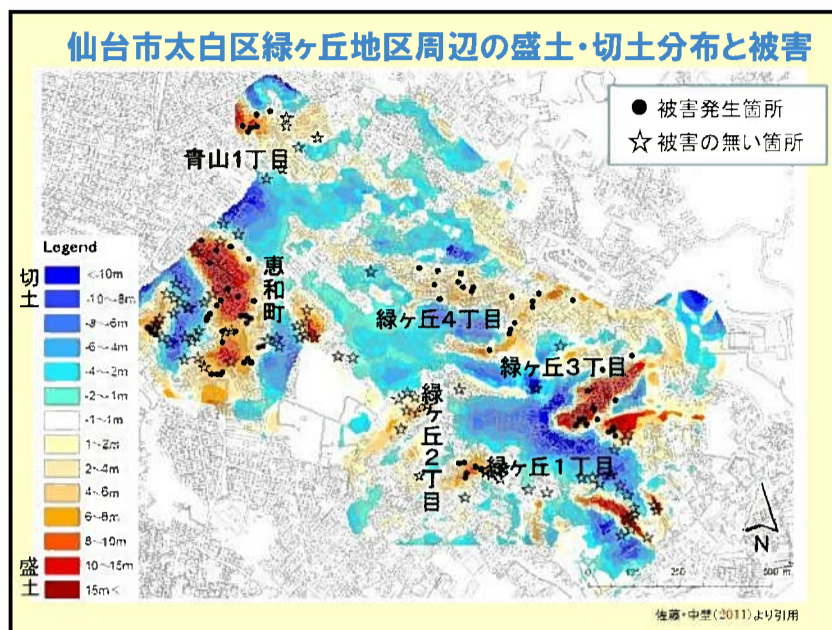 仙台市太白区緑ヶ丘地区周辺の盛土・切土分布と被害
● 被害発生箇所
☆ 被害の無い箇所
青山1丁目
恵和町
緑ヶ丘4丁目
緑ヶ丘3丁目
緑ヶ丘2丁目
緑ヶ丘1丁目
Legend
切土
<-10m
-10～-8m
-8～-6m
-6～-4m
-4～-2m
-2～-1m
-1～1m
1～2m
2～4m
4～6m
6～8m
8～10m
10～15m
15m<
盛土
N
0
250
500 m
佐藤・中埜(2011)より引用